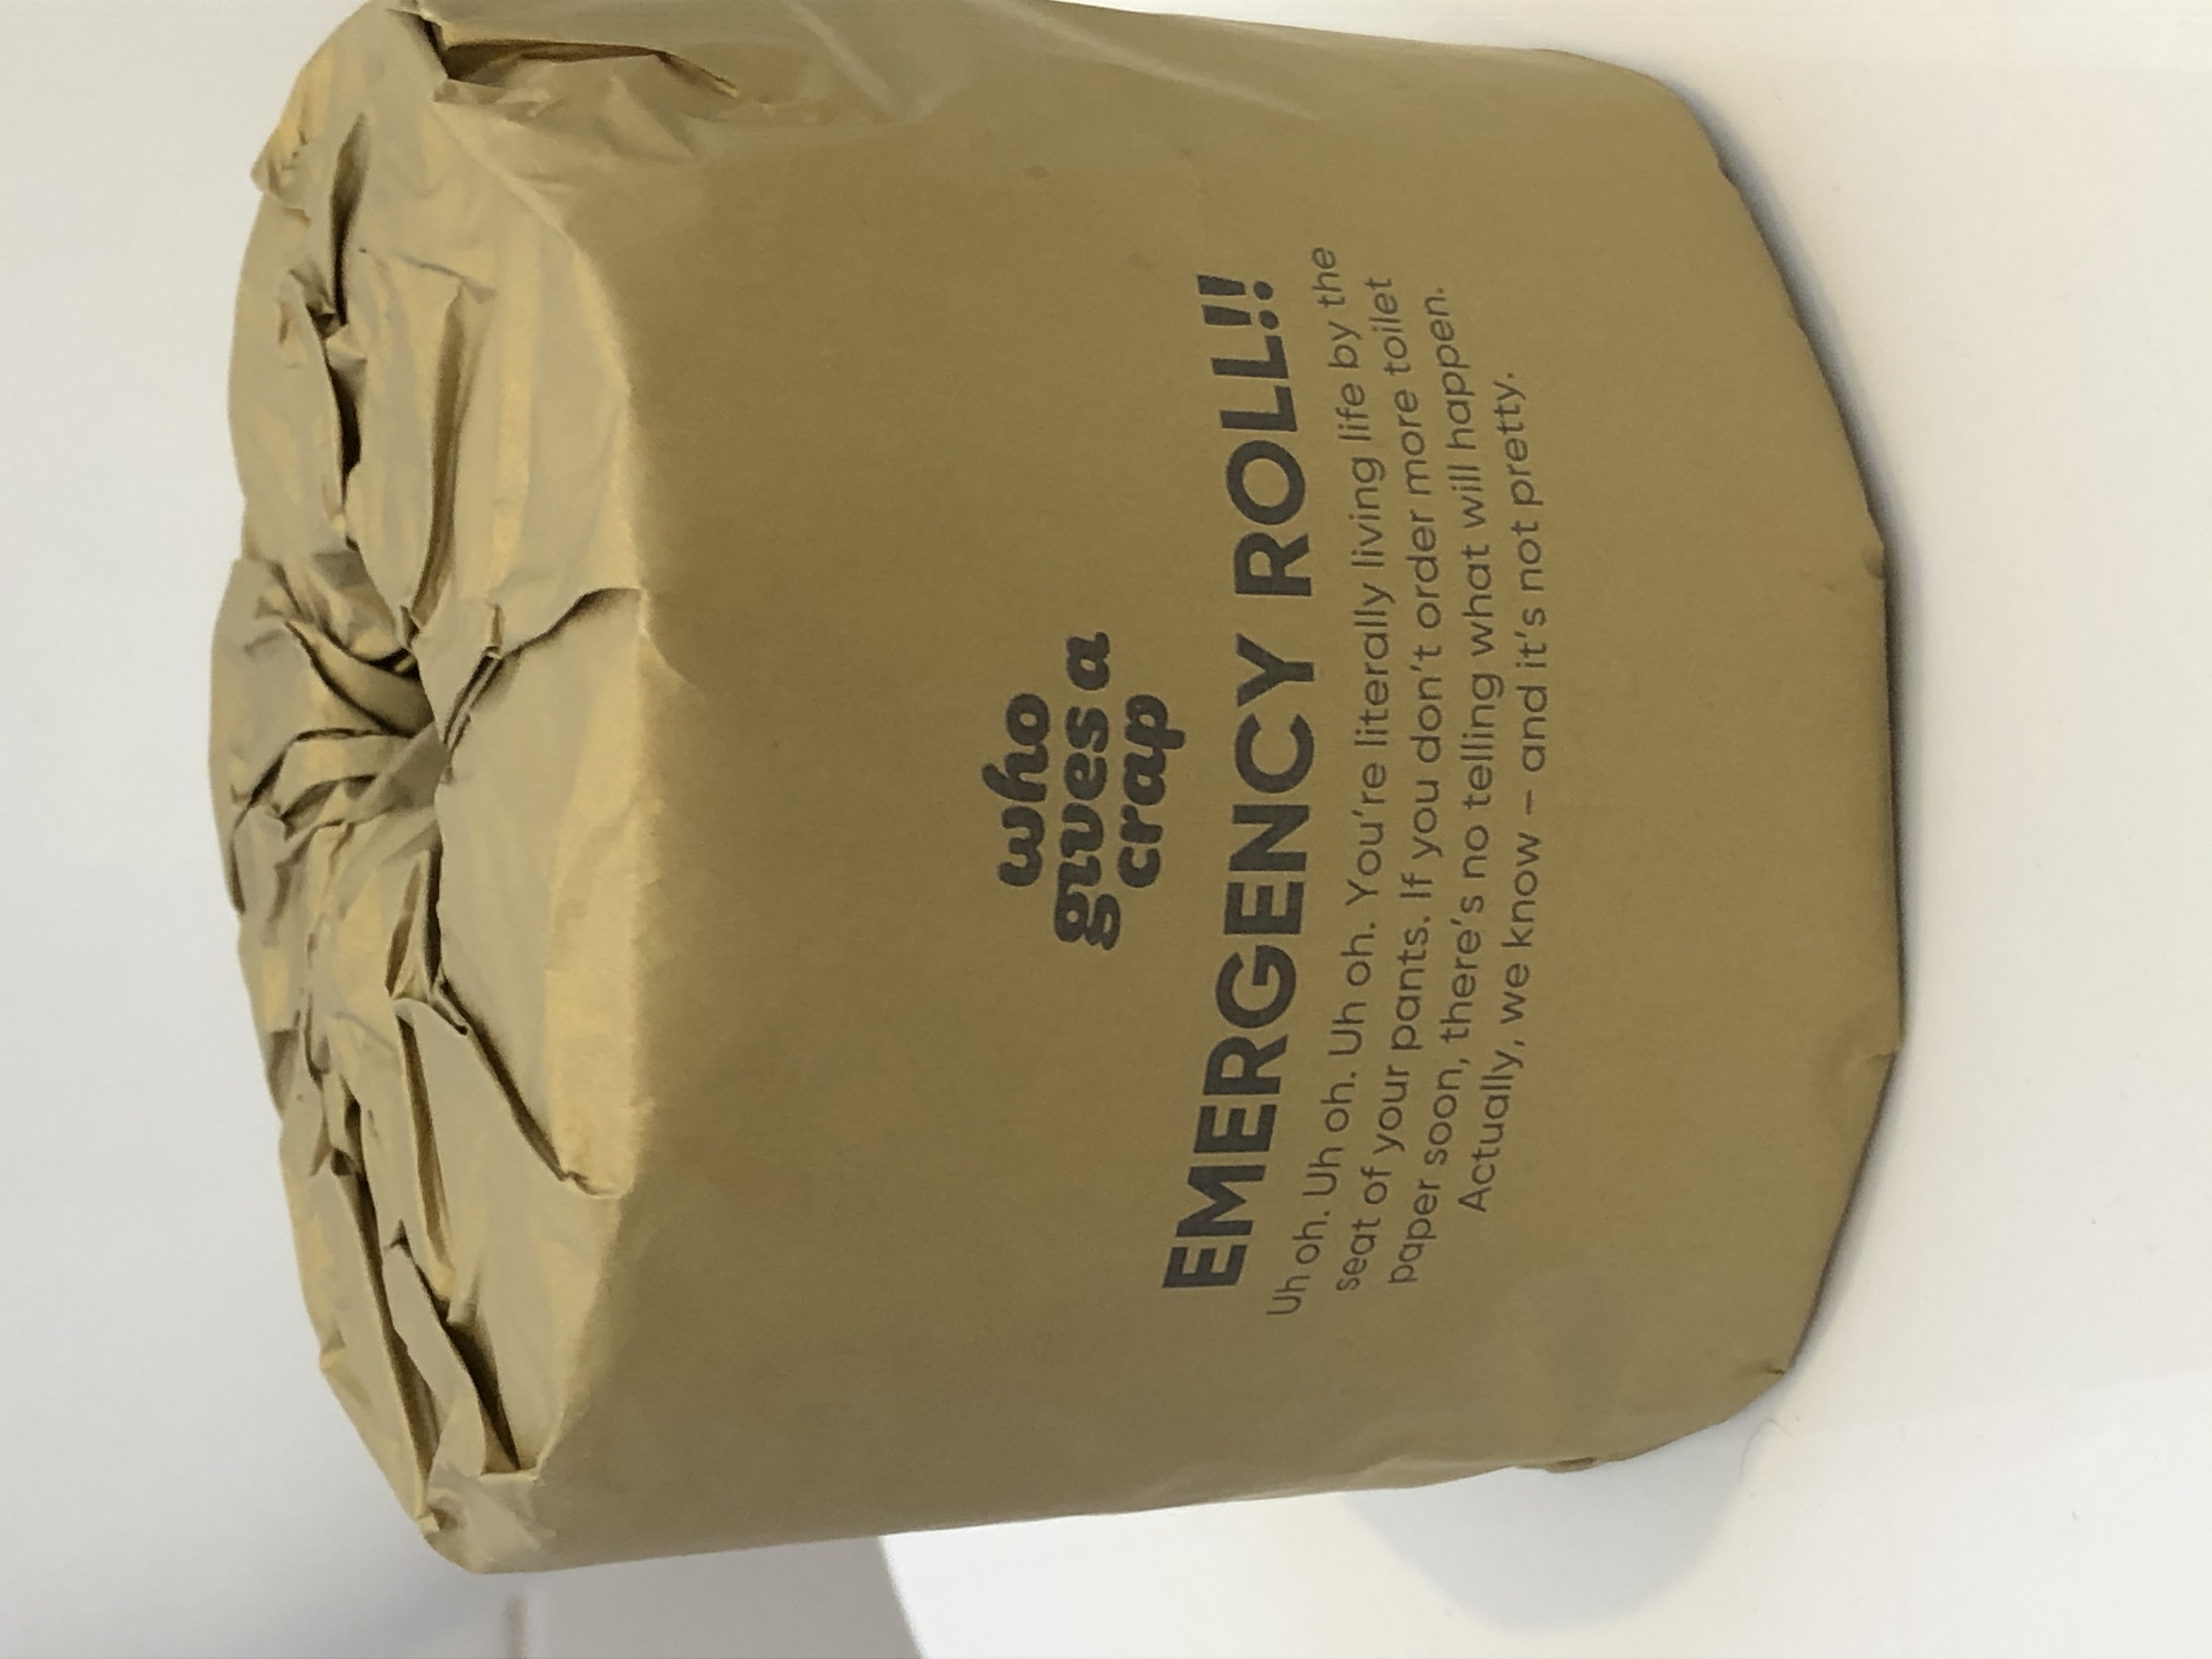 who
gives a
crap
EMERGENCY ROLL!!
Uh oh. Uh oh. Uh oh. You're literally living life by the
seat of your pants. If you don't order more toilet
paper soon, there's no telling what will happen.
Actually, we know – and it's not pretty.